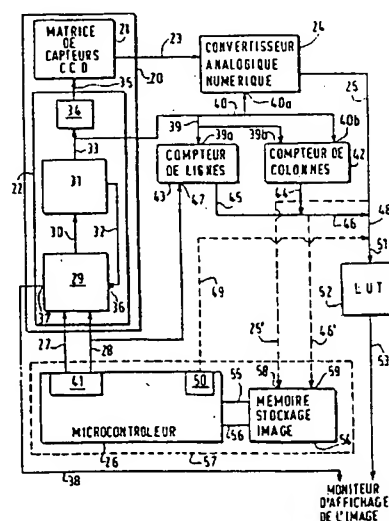 MATRICE
DE
CAPTEURS
CCD
21
23
20
CONVERTISSEUR
ANALOGIQUE
NUMERIQUE
24
25
35
34
33
40
40a
39
39a
39b
40b
COMPTEUR
DE LIGNES
COMPTEUR DE
COLONNES
42
22
31
30
32
43
47
45
44
48
46
29
36
37
49
51
LUT
52
53
27
28
25'
46'
41
50
58
59
55
56
MICROCONTROLEUR
MEMOIRE
STOCKAGE
IMAGE
26
54
57
38
MONITEUR
D'AFFICHAGE
DE L'IMAGE